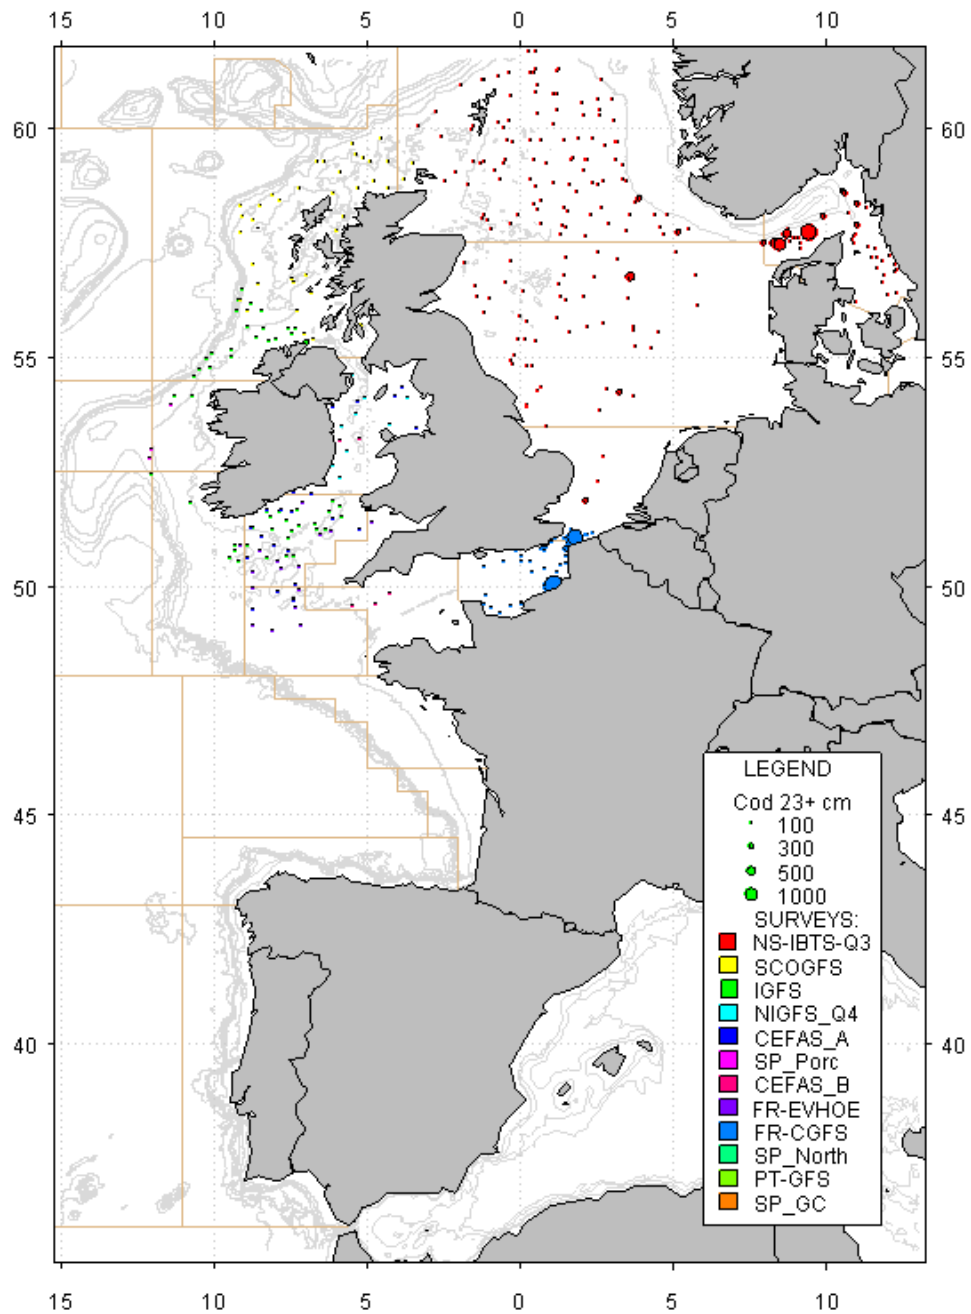 15 10 5 0 5 10
60 60
55 55
50 50
45 45
40 40
LEGEND
Cod 23+ cm
100
300
500
1000
SURVEYS:
NS-IBTS-Q3
SCOGFS
IGFS
NIGFS_Q4
CEFAS_A
SP_Porc
CEFAS_B
FR-EVHOE
FR-CGFS
SP_North
PT-GFS
SP_GC
15 10 5 0 5 10